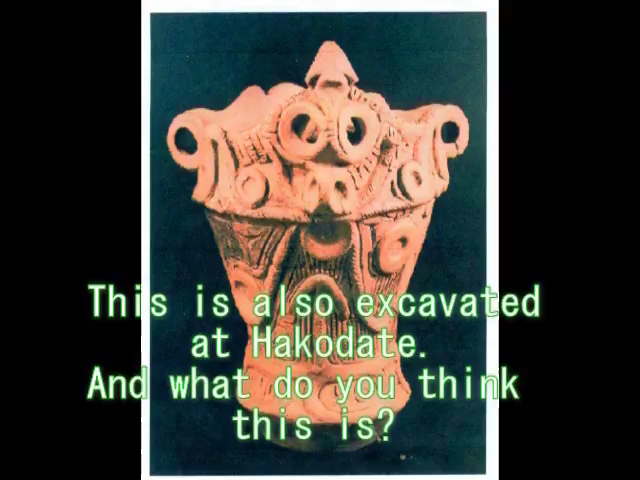 This is also excavated
at Hakodate.
And what do you think
this is?